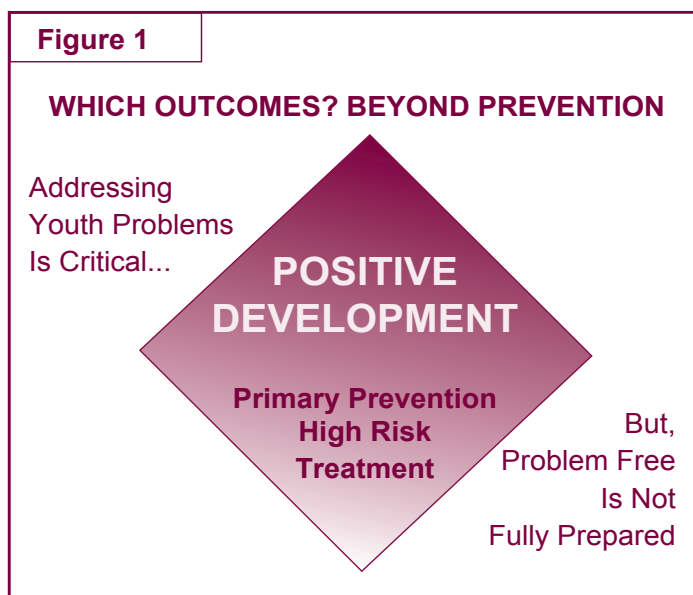 Figure 1
WHICH OUTCOMES? BEYOND PREVENTION
Addressing
Youth Problems
Is Critical...
POSITIVE
DEVELOPMENT
Primary Prevention
High Risk
Treatment
But,
Problem Free
Is Not
Fully Prepared